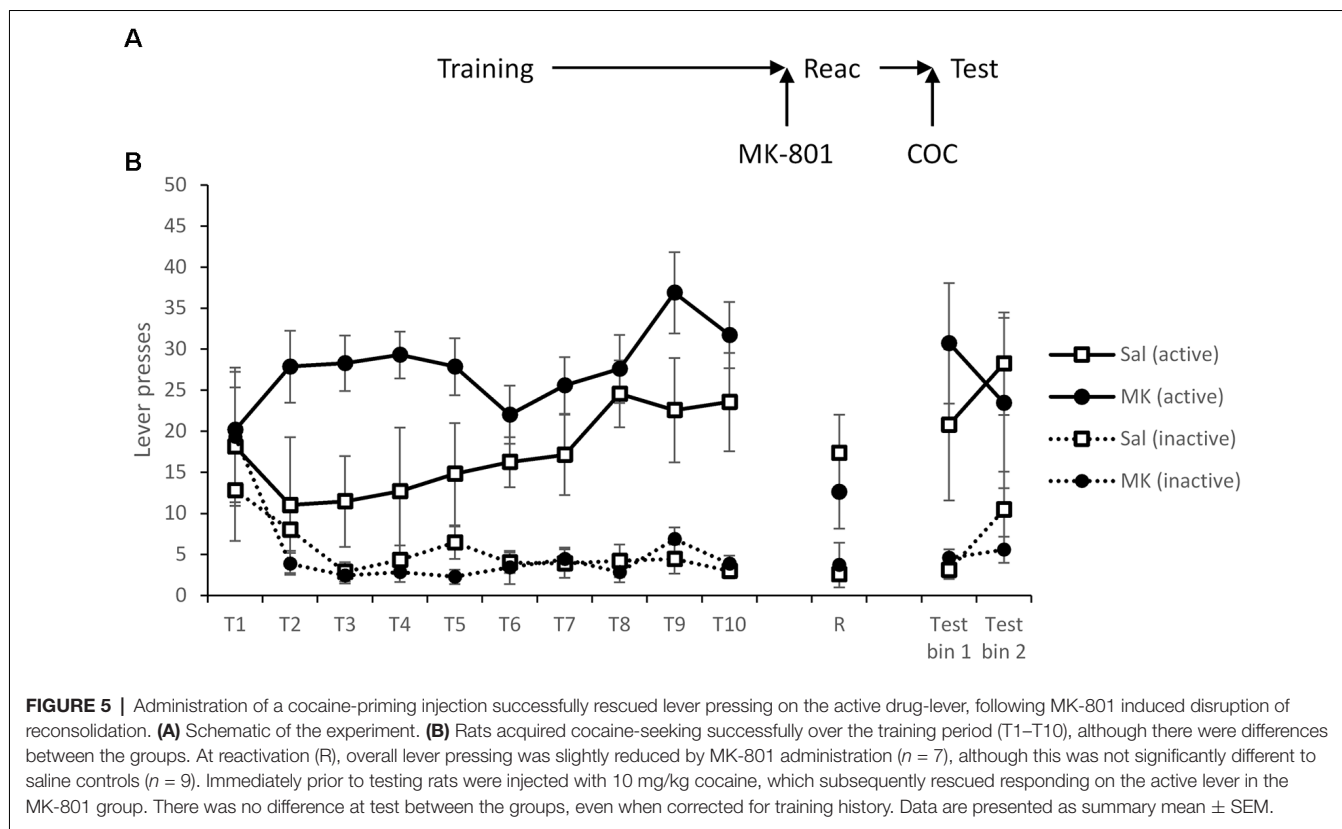 A
Training Reac Test
MK-801 COC
B
50
45
40
35
30
25
20
15
10
5
0
Lever presses
T1 T2 T3 T4 T5 T6 T7 T8 T9 T10 R Test Test
bin 1 bin 2
Sal (active)
MK (active)
Sal (inactive)
MK (inactive)
FIGURE 5 | Administration of a cocaine-priming injection successfully rescued lever pressing on the active drug-lever, following MK-801 induced disruption of
reconsolidation. (A) Schematic of the experiment. (B) Rats acquired cocaine-seeking successfully over the training period (T1–T10), although there were differences
between the groups. At reactivation (R), overall lever pressing was slightly reduced by MK-801 administration (n = 7), although this was not significantly different to
saline controls (n = 9). Immediately prior to testing rats were injected with 10 mg/kg cocaine, which subsequently rescued responding on the active lever in the
MK-801 group. There was no difference at test between the groups, even when corrected for training history. Data are presented as summary mean ± SEM.